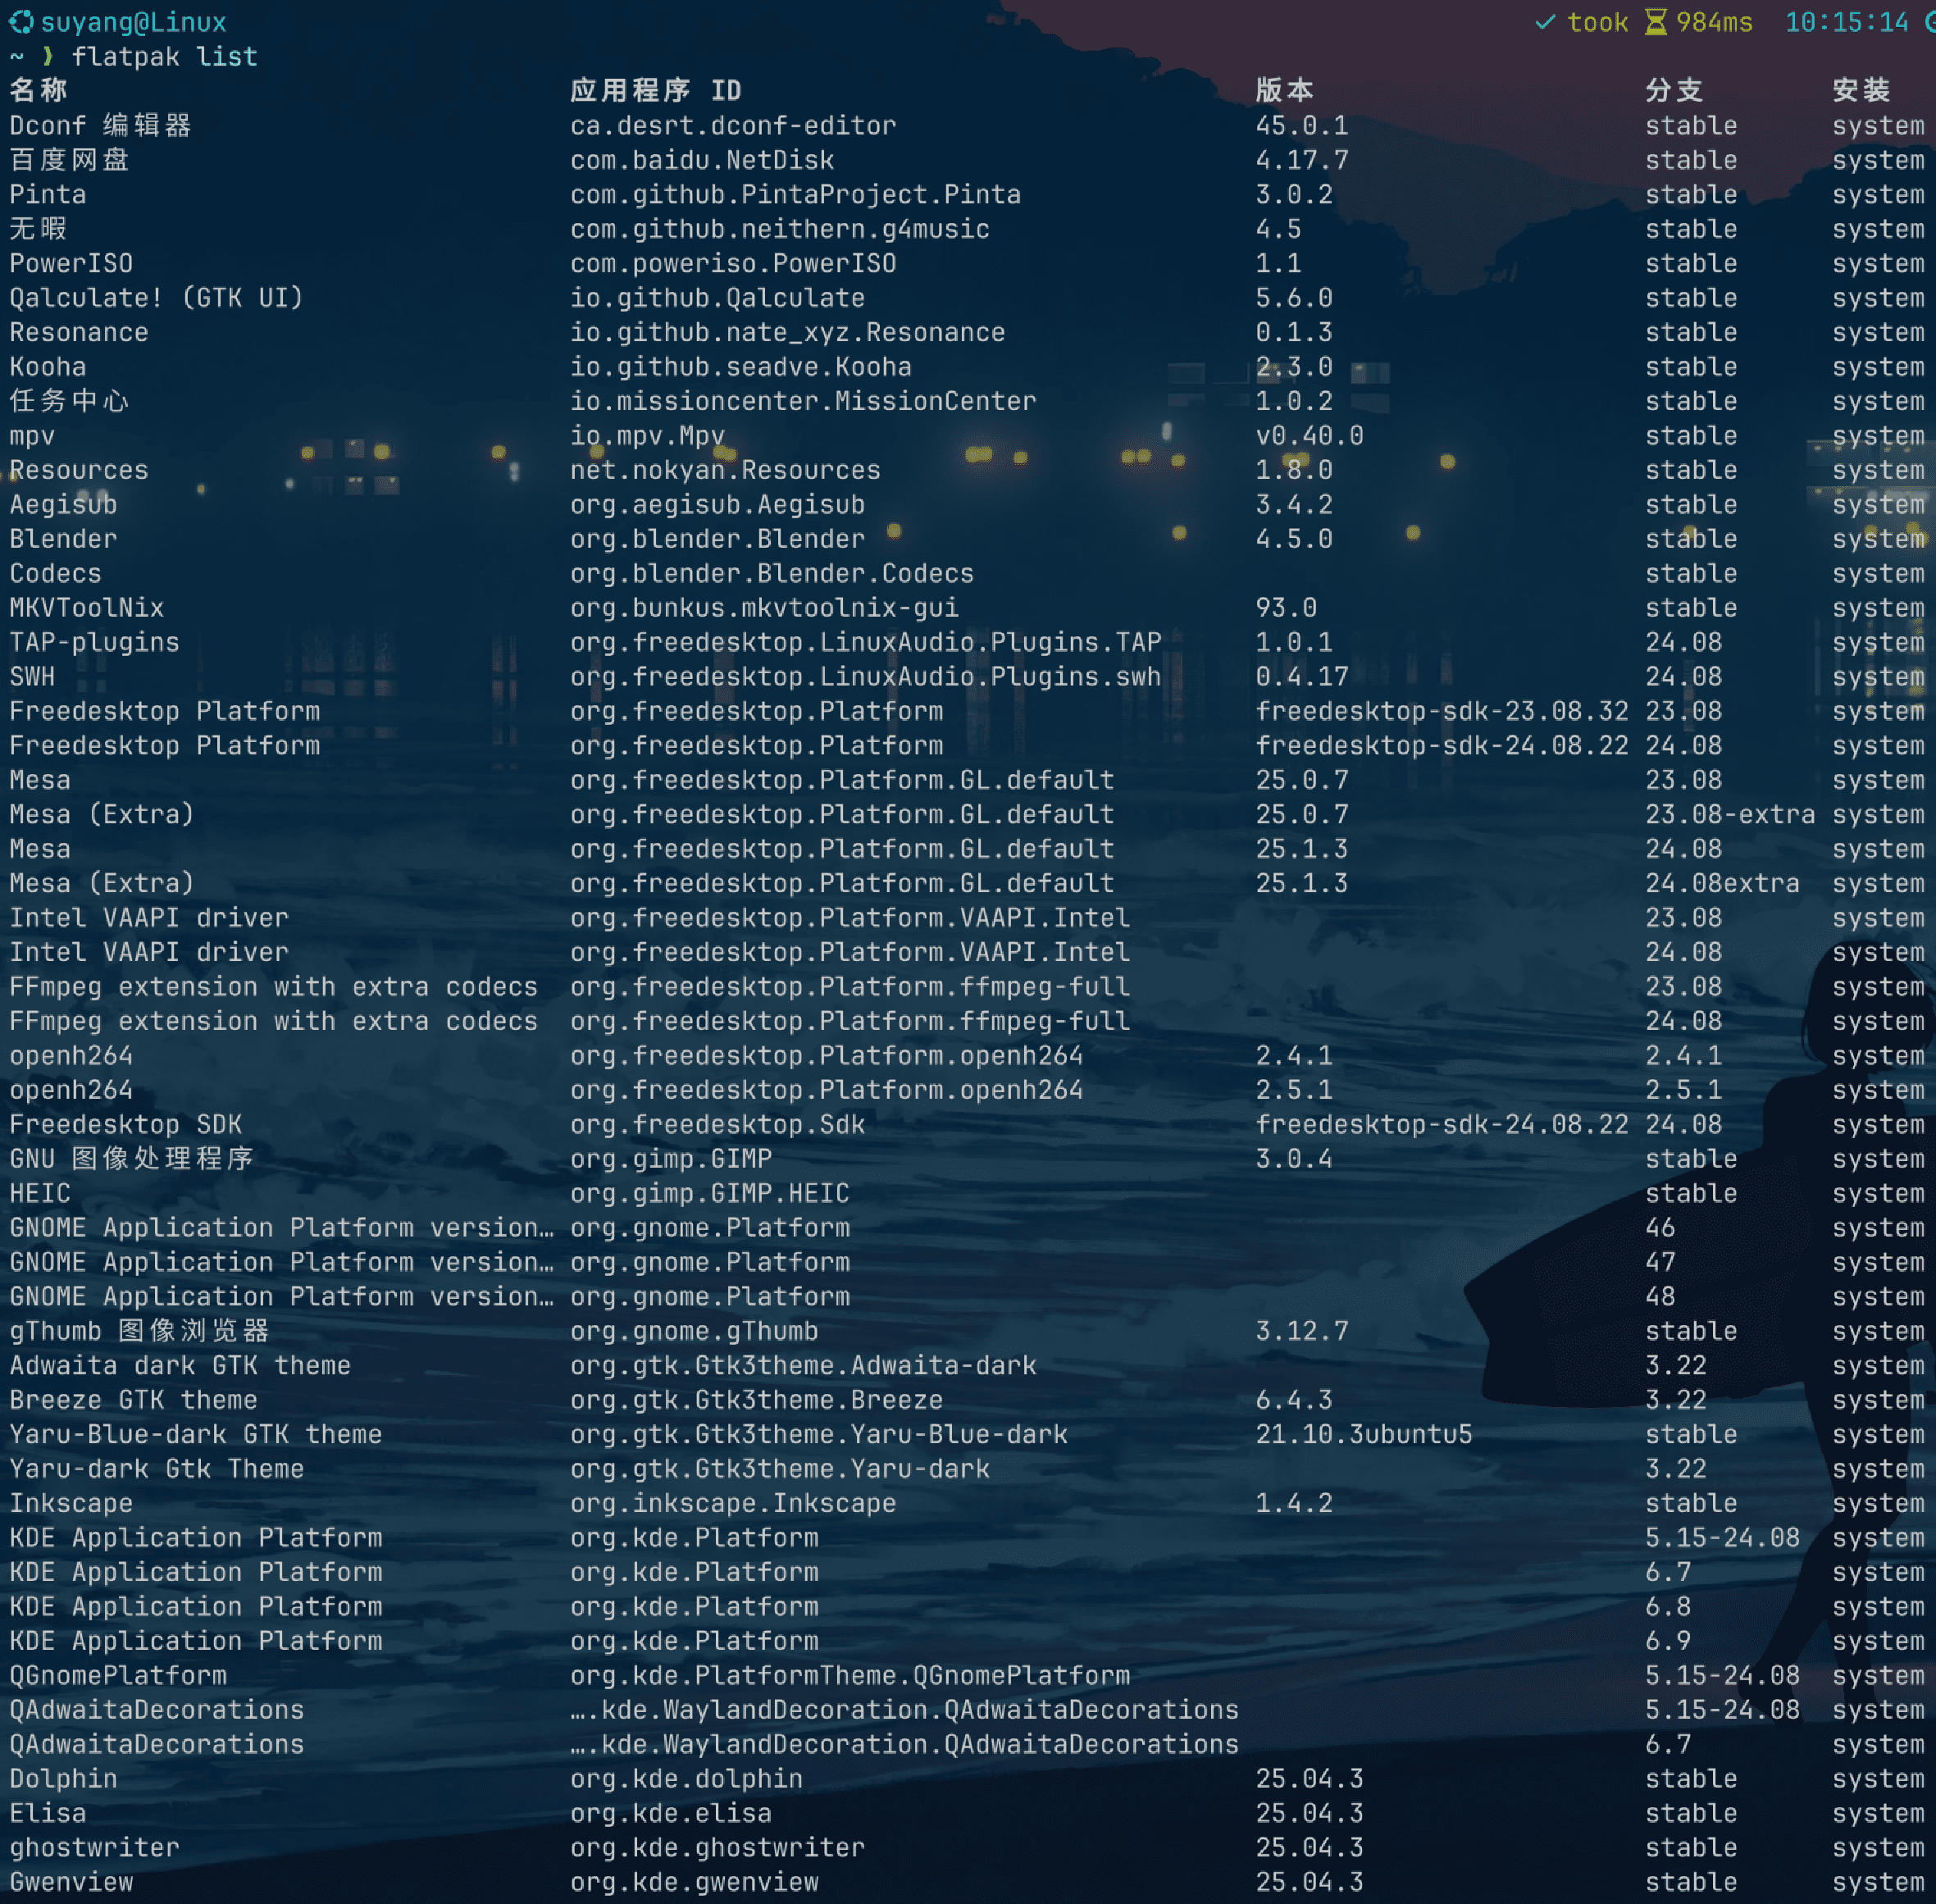 suyang@Linux ✓ took 984ms 10:15:14
~ ❯ flatpak list
名称 应用程序 ID 版本 分支 安装
Dconf 编辑器 ca.desrt.dconf-editor 45.0.1 stable system
百度网盘 com.baidu.NetDisk 4.17.7 stable system
Pinta com.github.PintaProject.Pinta 3.0.2 stable system
无暇 com.github.neithern.g4music 4.5 stable system
PowerISO com.poweriso.PowerISO 1.1 stable system
Qalculate! (GTK UI) io.github.Qalculate 5.6.0 stable system
Resonance io.github.nate_xyz.Resonance 0.1.3 stable system
Kooha io.github.seadve.Kooha 2.3.0 stable system
任务中心 io.missioncenter.MissionCenter 1.0.2 stable system
mpv io.mpv.Mpv v0.40.0 stable system
Resources net.nokyan.Resources 1.8.0 stable system
Aegisub org.aegisub.Aegisub 3.4.2 stable system
Blender org.blender.Blender 4.5.0 stable system
Codecs org.blender.Blender.Codecs stable system
MKVToolNix org.bunkus.mkvtoolnix-gui 93.0 stable system
TAP-plugins org.freedesktop.LinuxAudio.Plugins.TAP 1.0.1 24.08 system
SWH org.freedesktop.LinuxAudio.Plugins.swh 0.4.17 24.08 system
Freedesktop Platform org.freedesktop.Platform freedesktop-sdk-23.08.32 23.08 system
Freedesktop Platform org.freedesktop.Platform freedesktop-sdk-24.08.22 24.08 system
Mesa org.freedesktop.Platform.GL.default 25.0.7 23.08 system
Mesa (Extra) org.freedesktop.Platform.GL.default 25.0.7 23.08-extra system
Mesa org.freedesktop.Platform.GL.default 25.1.3 24.08 system
Mesa (Extra) org.freedesktop.Platform.GL.default 25.1.3 24.08extra system
Intel VAAPI driver org.freedesktop.Platform.VAAPI.Intel 23.08 system
Intel VAAPI driver org.freedesktop.Platform.VAAPI.Intel 24.08 system
FFmpeg extension with extra codecs org.freedesktop.Platform.ffmpeg-full 23.08 system
FFmpeg extension with extra codecs org.freedesktop.Platform.ffmpeg-full 24.08 system
openh264 org.freedesktop.Platform.openh264 2.4.1 2.4.1 system
openh264 org.freedesktop.Platform.openh264 2.5.1 2.5.1 system
Freedesktop SDK org.freedesktop.Sdk freedesktop-sdk-24.08.22 24.08 system
GNU 图像处理程序 org.gimp.GIMP 3.0.4 stable system
HEIC org.gimp.GIMP.HEIC stable system
GNOME Application Platform version… org.gnome.Platform 46 system
GNOME Application Platform version… org.gnome.Platform 47 system
GNOME Application Platform version… org.gnome.Platform 48 system
gThumb 图像浏览器 org.gnome.gThumb 3.12.7 stable system
Adwaita dark GTK theme org.gtk.Gtk3theme.Adwaita-dark 3.22 system
Breeze GTK theme org.gtk.Gtk3theme.Breeze 6.4.3 3.22 system
Yaru-Blue-dark GTK theme org.gtk.Gtk3theme.Yaru-Blue-dark 21.10.3ubuntu5 stable system
Yaru-dark Gtk Theme org.gtk.Gtk3theme.Yaru-dark 3.22 system
Inkscape org.inkscape.Inkscape 1.4.2 stable system
KDE Application Platform org.kde.Platform 5.15-24.08 system
KDE Application Platform org.kde.Platform 6.7 system
KDE Application Platform org.kde.Platform 6.8 system
KDE Application Platform org.kde.Platform 6.9 system
QGnomePlatform org.kde.PlatformTheme.QGnomePlatform 5.15-24.08 system
QAdwaitaDecorations ….kde.WaylandDecoration.QAdwaitaDecorations 5.15-24.08 system
QAdwaitaDecorations ….kde.WaylandDecoration.QAdwaitaDecorations 6.7 system
Dolphin org.kde.dolphin 25.04.3 stable system
Elisa org.kde.elisa 25.04.3 stable system
ghostwriter org.kde.ghostwriter 25.04.3 stable system
Gwenview org.kde.gwenview 25.04.3 stable system